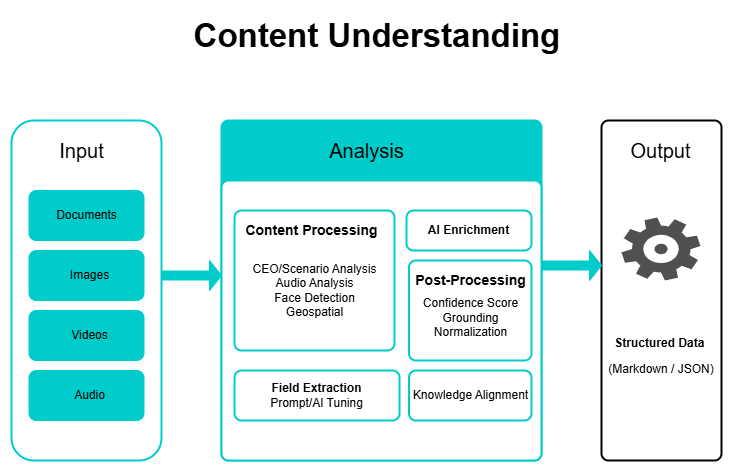 Content Understanding
Input
Documents
Images
Videos
Audio
Analysis
Content Processing
CEO/Scenario Analysis
Audio Analysis
Face Detection
Geospatial
AI Enrichment
Post-Processing
Confidence Score
Grounding
Normalization
Field Extraction
Prompt/AI Tuning
Knowledge Alignment
Output
Structured Data
(Markdown / JSON)